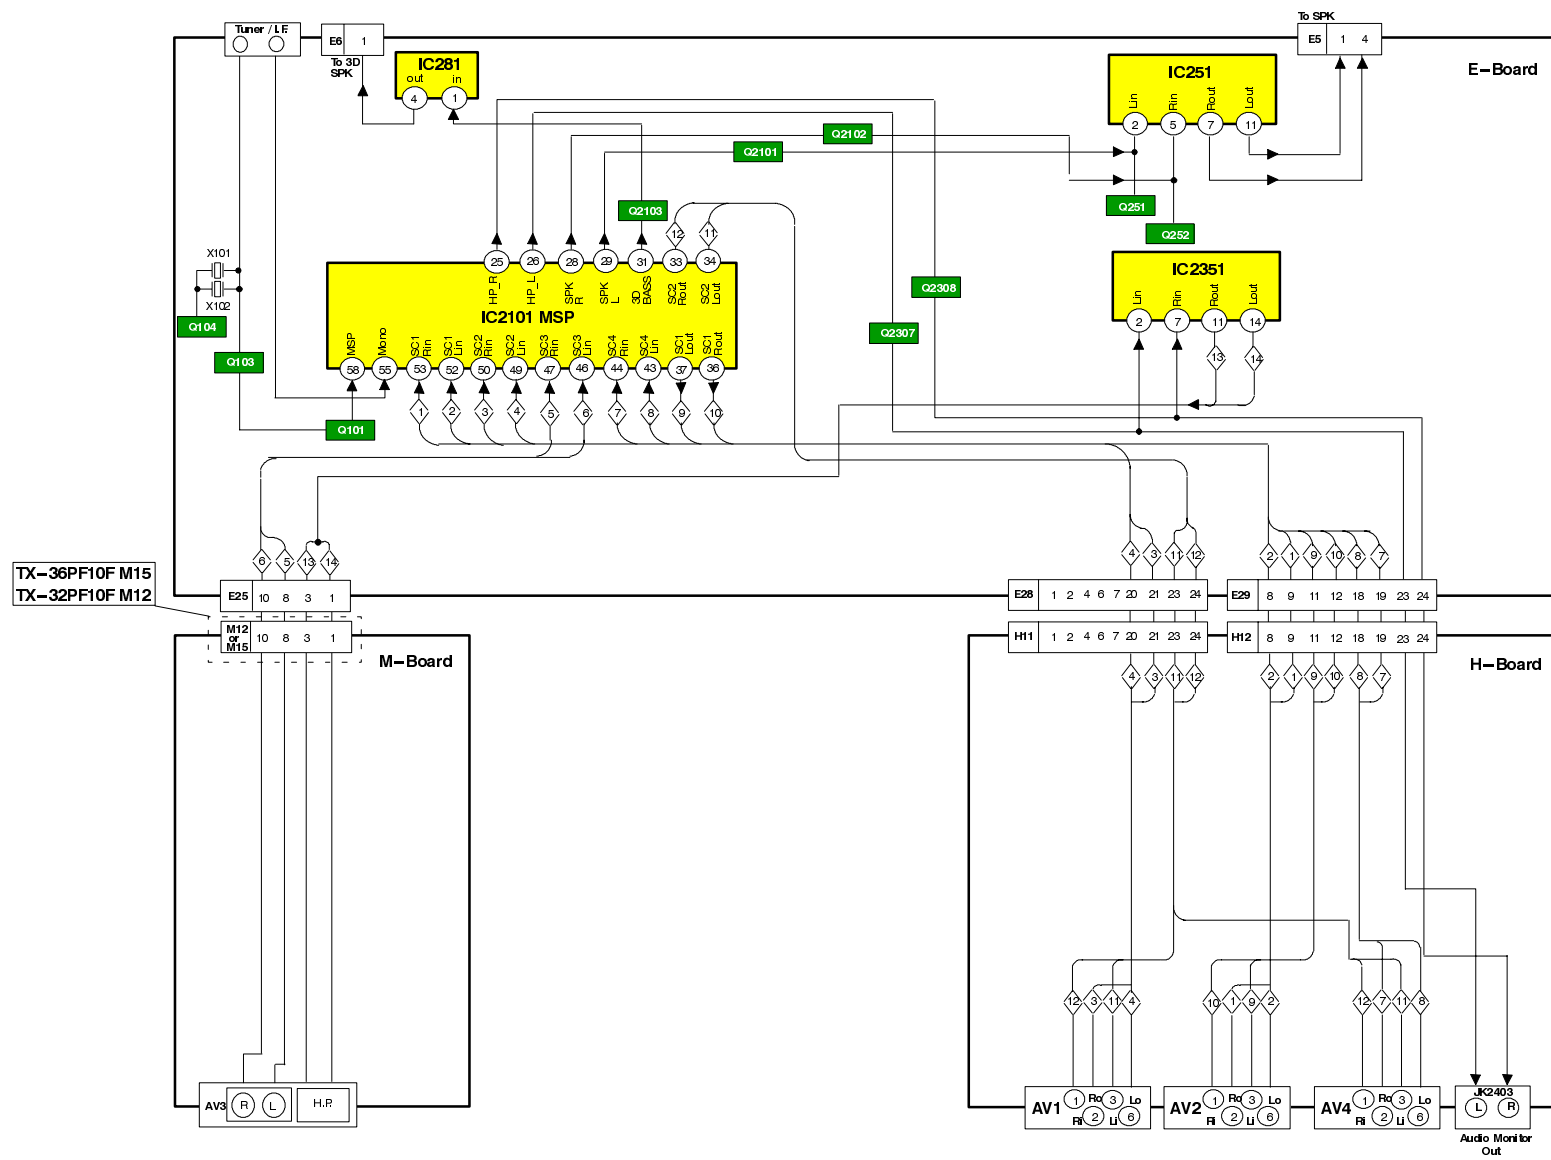 To SPK
Tuner / I.F.
E6 1
E5 1 4
To 3D
SPK
IC281
out in
4 1
IC251
E-Board
Lin Rin Rout Lout
2 5 7 11
Q2102
Q2101
Q251
Q2103
Q252
12 11
X101
25 26 28 29 31 33 34
HP_R
HP_L
SPK
R
SPK
L
3D
BASS
SC2
Rout
SC2
Lout
IC2351
Lin Rin Rout Lout
Q2308
X102
IC2101 MSP
Q104
2 7 11 14
Q2307
MSP
Mono
SC1
Rin
SC1
Lin
SC2
Rin
SC2
Lin
SC3
Rin
SC3
Lin
SC4
Rin
SC4
Lin
SC1
Lout
SC1
Rout
Q103
13 14
58 55 53 52 50 49 47 46 44 43 37 36
1 2 3 4 5 6 7 8 9 10
Q101
6 5 13 14
4 3 11 12
2 1 9 10 8 7
TX-36PF10F M15
TX-32PF10F M12
E25 10 8 3 1
E28 1 2 4 6 7 20 21 23 24
E29 8 9 11 12 18 19 23 24
M12
or
M15
10 8 3 1
H11 1 2 4 6 7 20 21 23 24
H12 8 9 11 12 18 19 23 24
M-Board
H-Board
4 3 11 12
2 1 9 10 8 7
12 3 11 4
10 1 9 2
12 7 11 8
AV3 R L H.P.
AV1 1 Ro 3 Lo
Ri 2 Li 6
AV2 1 Ro 3 Lo
Ri 2 Li 6
AV4 1 Ro 3 Lo
Ri 2 Li 6
JK2403
L R
Audio Monitor
Out